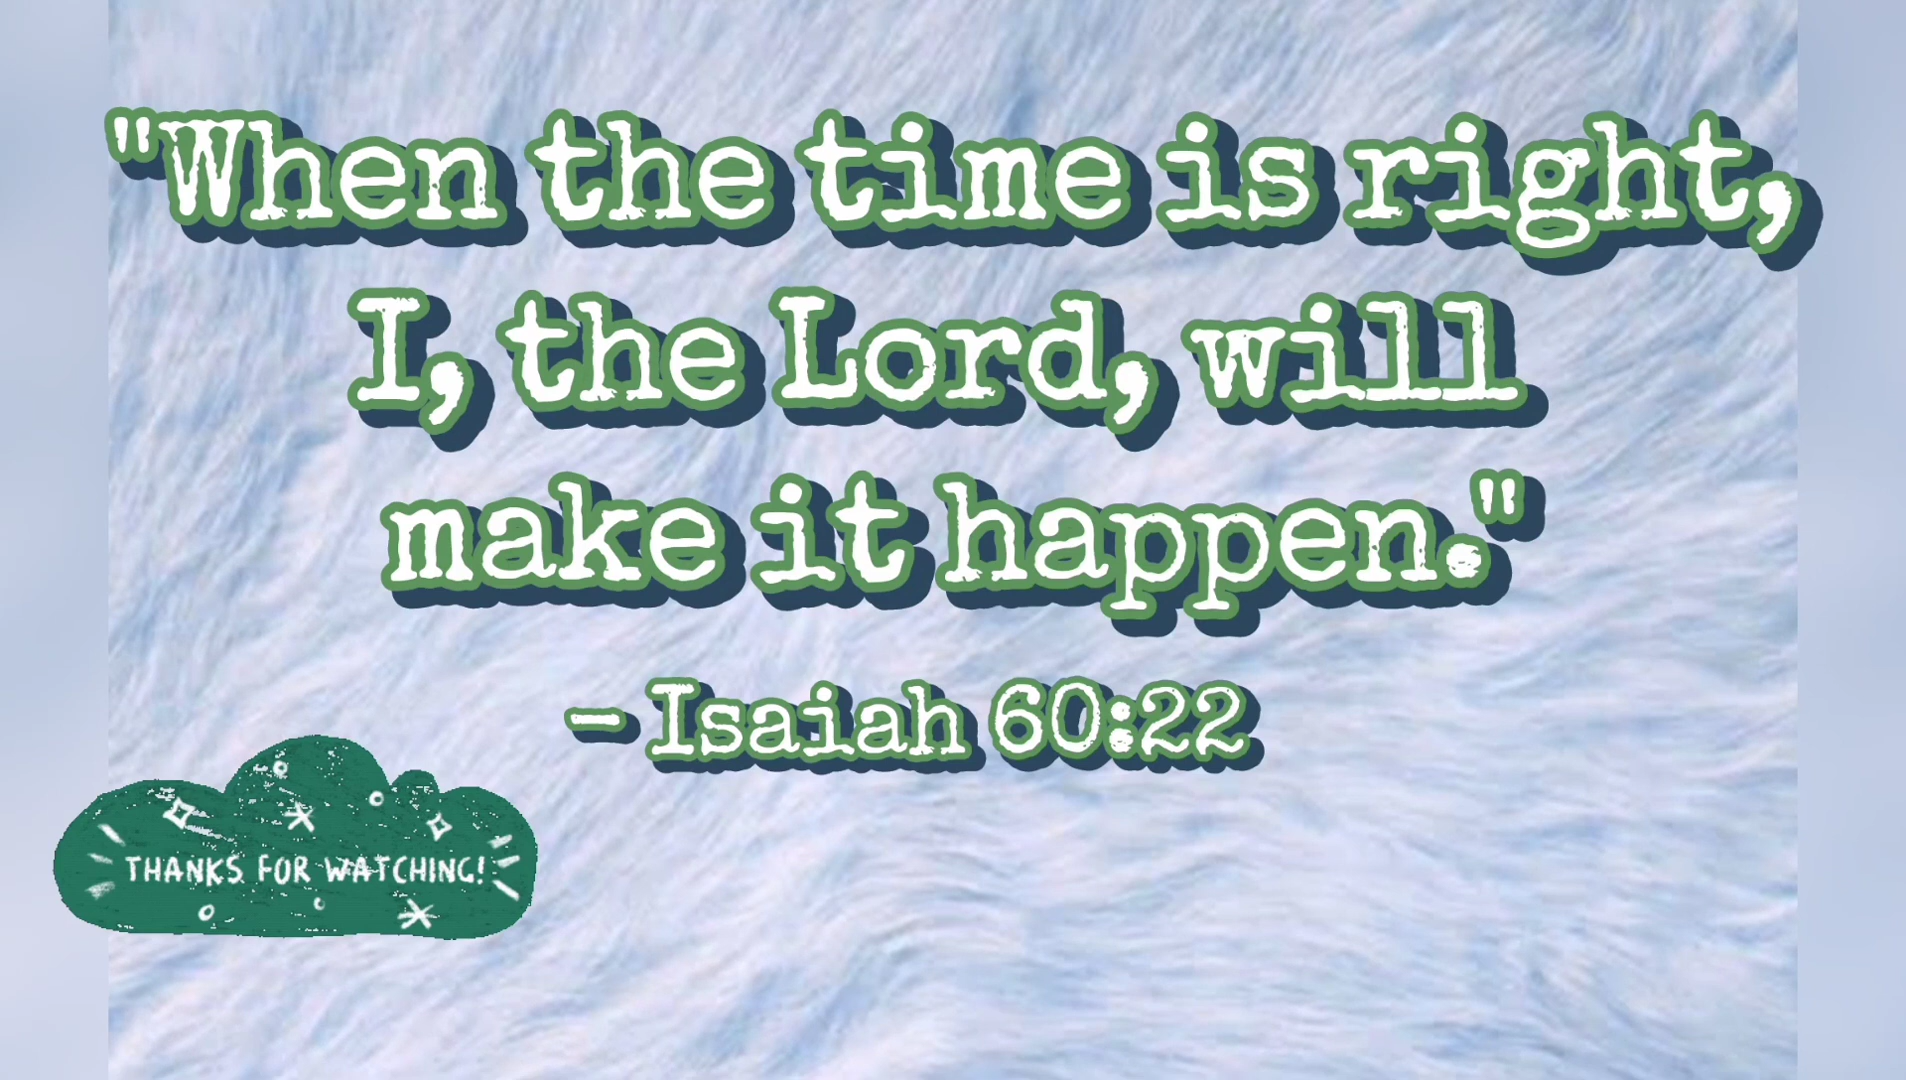 "When the time is right,
I, the Lord, will
make it happen."
- Isaiah 60:22
THANKS FOR WATCHING!